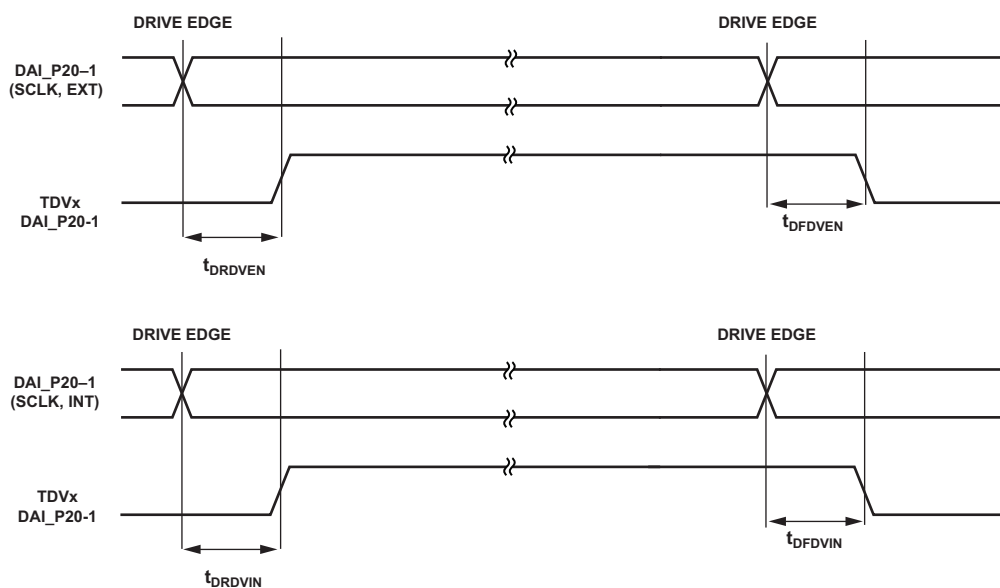 DRIVE EDGE
DRIVE EDGE
DAI_P20–1
(SCLK, EXT)
TDVx
DAI_P20-1
tDFDVEN
tDRDVEN
DRIVE EDGE
DRIVE EDGE
DAI_P20–1
(SCLK, INT)
TDVx
DAI_P20-1
tDFDVIN
tDRDVIN